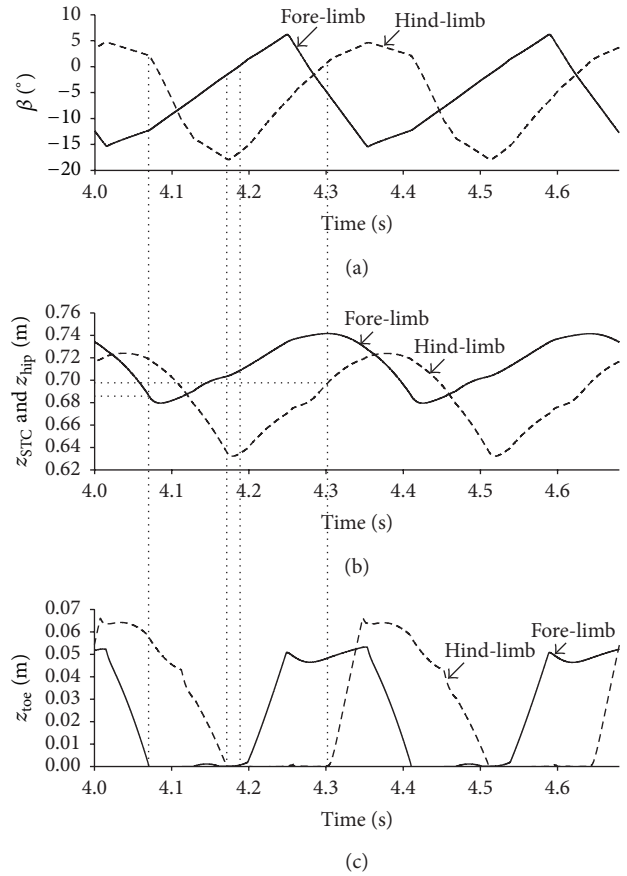 10
5
0
−5
−10
−15
−20
β (°)
Fore-limb
Hind-limb
4.0 4.1 4.2 4.3 4.4 4.5 4.6
Time (s)
(a)
0.76
0.74
0.72
0.70
0.68
0.66
0.64
0.62
z_STC and z_hip (m)
Fore-limb
Hind-limb
4.0 4.1 4.2 4.3 4.4 4.5 4.6
Time (s)
(b)
0.07
0.06
0.05
0.04
0.03
0.02
0.01
0.00
z_toe (m)
Fore-limb
Hind-limb
4.0 4.1 4.2 4.3 4.4 4.5 4.6
Time (s)
(c)